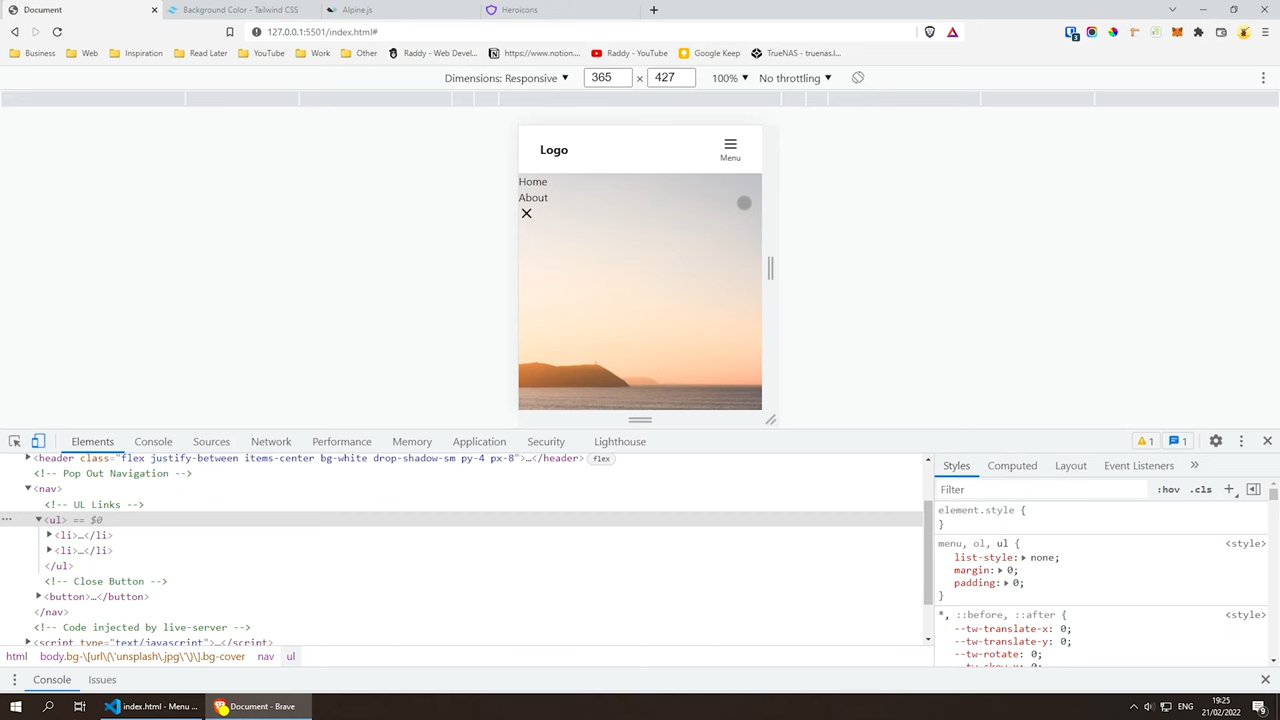 Document
Background Color - Tailwind CSS
Alpine.js
Heroicons
127.0.0.1:5501/index.html#
Business
Web
Inspiration
Read Later
YouTube
Work
Other
Raddy - Web Devel...
https://www.notion...
Raddy - YouTube
Google Keep
TrueNAS - truenas.l...
Dimensions: Responsive
365 × 427
100%
No throttling
Logo
Menu
Home
About
Elements
Console
Sources
Network
Performance
Memory
Application
Security
Lighthouse
1
1
<header class="flex justify-between items-center bg-white drop-shadow-sm py-4 px-8">…</header> flex
<!-- Pop Out Navigation -->
<nav>
<!-- UL Links -->
<ul> == $0
<li>…</li>
<li>…</li>
</ul>
<!-- Close Button -->
<button>…</button>
</nav>
<!-- Code injected by live-server -->
<script type="text/javascript">…</script>
html
body.bg-\[url\(\'unsplash\.jpg\'\)\].bg-cover
nav
ul
Styles
Computed
Layout
Event Listeners
Filter
:hov
.cls
element.style {
}
menu, ol, ul {
<style>
list-style: none;
margin: 0;
padding: 0;
}
*, ::before, ::after {
<style>
--tw-translate-x: 0;
--tw-translate-y: 0;
--tw-rotate: 0;
--tw-skew-x: 0;
Console
Issues
index.html - Menu ...
Document - Brave
ENG
19:25
21/02/2022